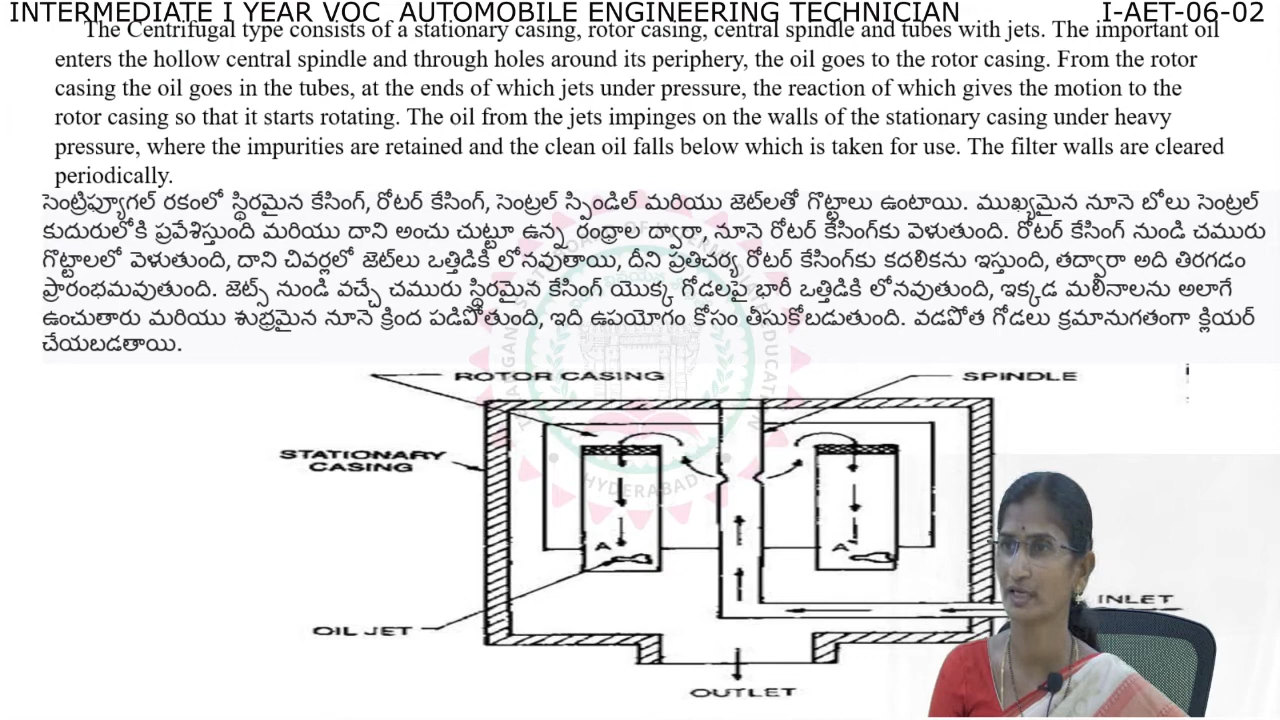 INTERMEDIATE I YEAR VOC AUTOMOBILE ENGINEERING TECHNICIAN I-AET-06-02
The Centrifugal type consists of a stationary casing, rotor casing, central spindle and tubes with jets. The important oil
enters the hollow central spindle and through holes around its periphery, the oil goes to the rotor casing. From the rotor
casing the oil goes in the tubes, at the ends of which jets under pressure, the reaction of which gives the motion to the
rotor casing so that it starts rotating. The oil from the jets impinges on the walls of the stationary casing under heavy
pressure, where the impurities are retained and the clean oil falls below which is taken for use. The filter walls are cleared
periodically.
సెంట్రిఫ్యూగల్ రకంలో స్థిరమైన కేసింగ్, రోటర్ కేసింగ్, సెంట్రల్ స్పిండిల్ మరియు జెట్‌లతో గొట్టాలు ఉంటాయి. ముఖ్యమైన నూనె బోలు సెంట్రల్
కుదురులోకి ప్రవేశిస్తుంది మరియు దాని అంచు చుట్టూ ఉన్న రంధ్రాల ద్వారా, నూనె రోటర్ కేసింగ్‌కు వెళుతుంది. రోటర్ కేసింగ్ నుండి చమురు
గొట్టాలలో వెళుతుంది, దాని చివర్లలో జెట్‌లు ఒత్తిడికి లోనవుతాయి, దీని ప్రతిచర్య రోటర్ కేసింగ్‌కు కదలికను ఇస్తుంది, తద్వారా అది తిరగడం
ప్రారంభమవుతుంది. జెట్స్ నుండి వచ్చే చమురు స్థిరమైన కేసింగ్ యొక్క గోడలపై భారీ ఒత్తిడికి లోనవుతుంది, ఇక్కడ మలినాలను అలాగే
ఉంచుతారు మరియు శుభ్రమైన నూనె క్రింద పడిపోతుంది, ఇది ఉపయోగం కోసం తీసుకోబడుతుంది. వడపోత గోడలు క్రమానుగతంగా క్లియర్
చేయబడతాయి.
ROTOR CASING
SPINDLE
STATIONARY
CASING
HYDERABAD
A A
INLET
OIL JET
OUTLET